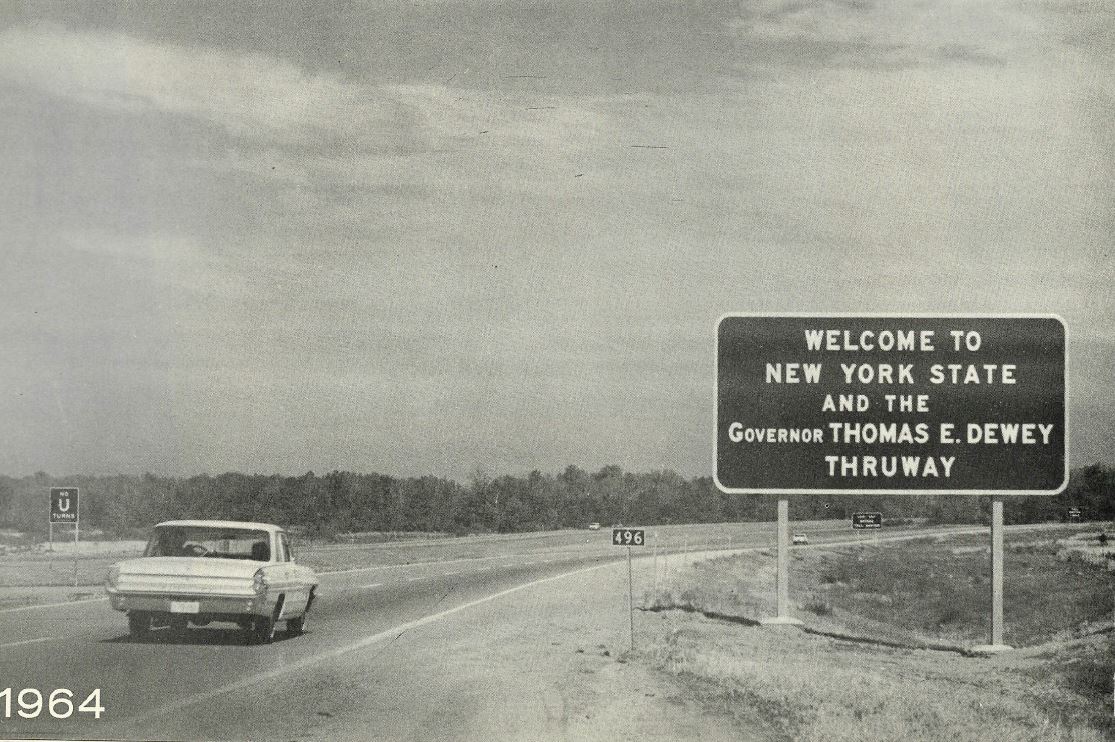 WELCOME TO
NEW YORK STATE
AND THE
GOVERNOR THOMAS E. DEWEY
THRUWAY
NO
U
TURNS
496
1964